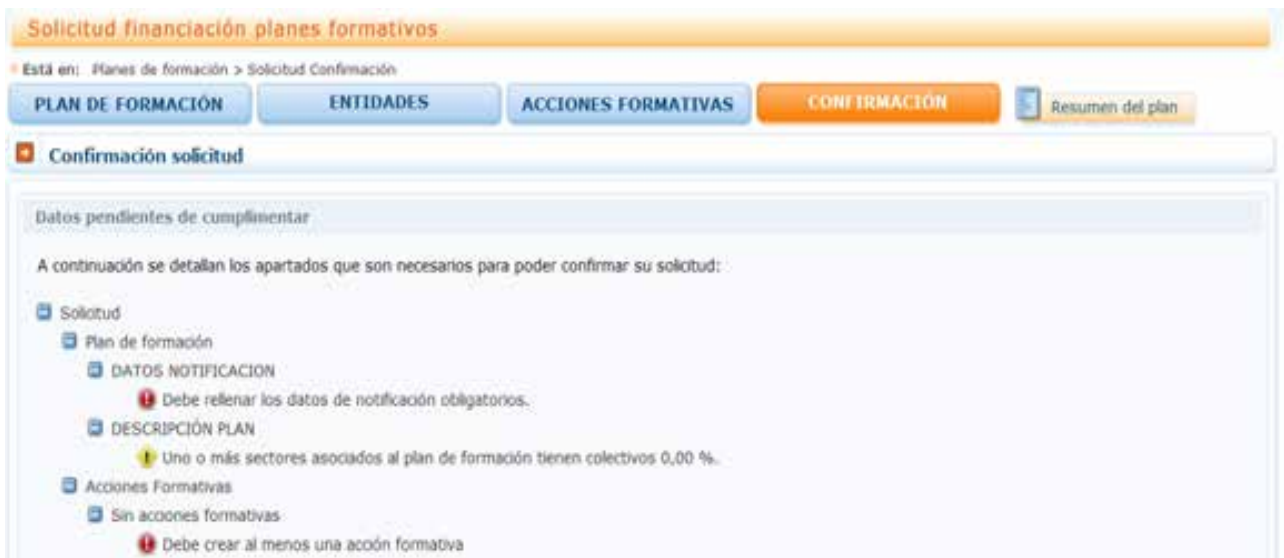 Solicitud financiación planes formativos
Está en: Planes de formación > Solicitud Confirmación
PLAN DE FORMACIÓN ENTIDADES ACCIONES FORMATIVAS CONFIRMACIÓN Resumen del plan
Confirmación solicitud
Datos pendientes de cumplimentar
A continuación se detallan los apartados que son necesarios para poder confirmar su solicitud:
Solicitud
Plan de formación
DATOS NOTIFICACION
Debe rellenar los datos de notificación obligatorios.
DESCRIPCIÓN PLAN
Uno o más sectores asociados al plan de formación tienen colectivos 0,00 %.
Acciones Formativas
Sin acciones formativas
Debe crear al menos una acción formativa